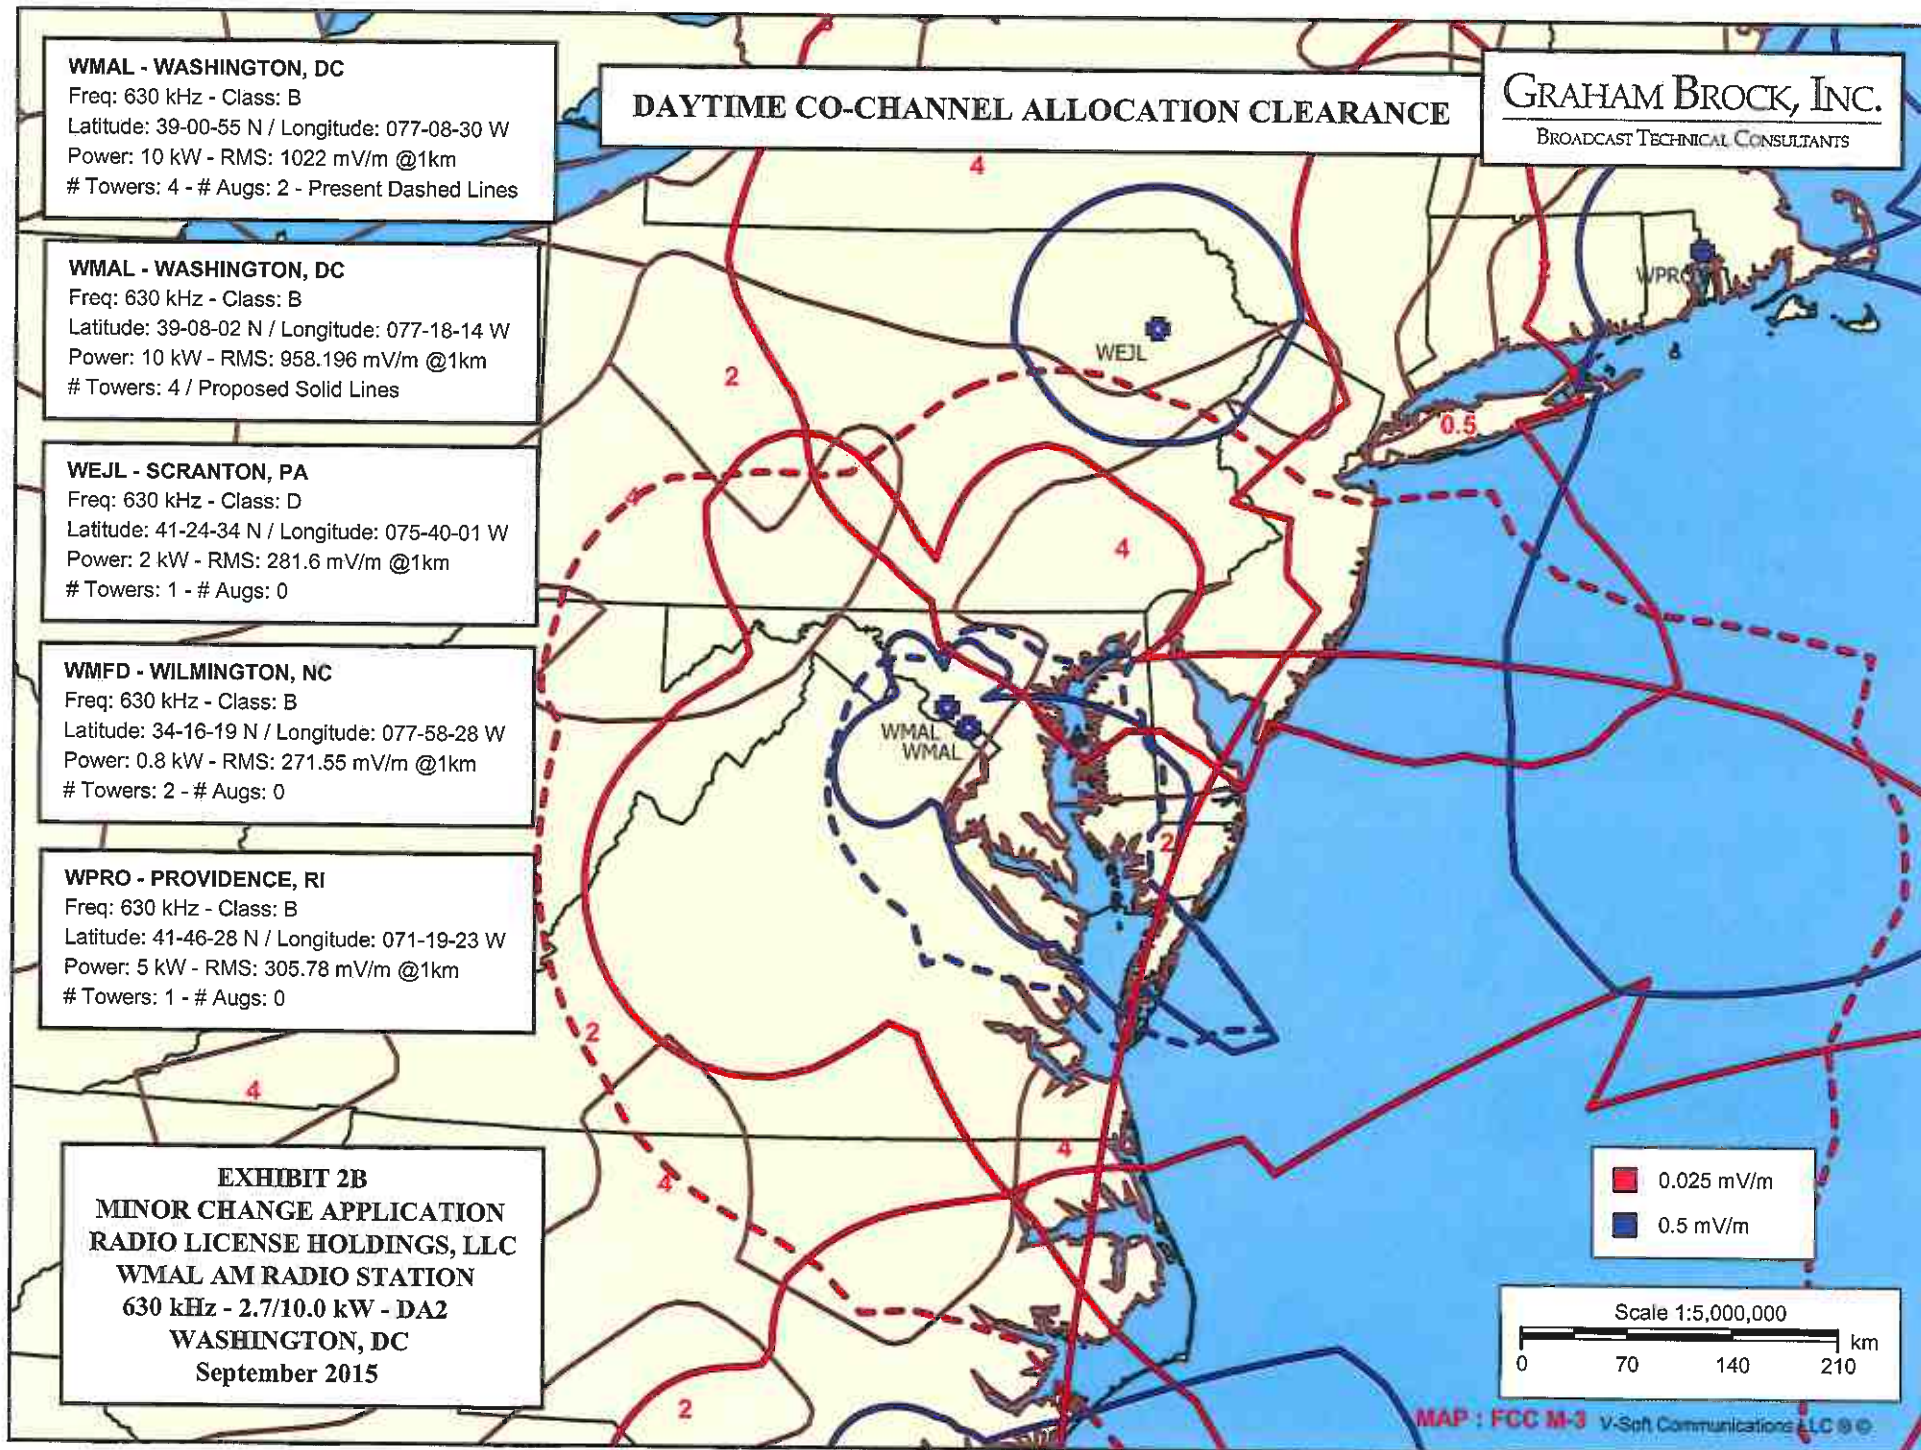 WMAL - WASHINGTON, DC
Freq: 630 kHz - Class: B
Latitude: 39-00-55 N / Longitude: 077-08-30 W
Power: 10 kW - RMS: 1022 mV/m @1km
# Towers: 4 - # Augs: 2 - Present Dashed Lines
DAYTIME CO-CHANNEL ALLOCATION CLEARANCE
GRAHAM BROCK, INC.
BROADCAST TECHNICAL CONSULTANTS
WMAL - WASHINGTON, DC
Freq: 630 kHz - Class: B
Latitude: 39-08-02 N / Longitude: 077-18-14 W
Power: 10 kW - RMS: 958.196 mV/m @1km
# Towers: 4 / Proposed Solid Lines
WEJL - SCRANTON, PA
Freq: 630 kHz - Class: D
Latitude: 41-24-34 N / Longitude: 075-40-01 W
Power: 2 kW - RMS: 281.6 mV/m @1km
# Towers: 1 - # Augs: 0
WMFD - WILMINGTON, NC
Freq: 630 kHz - Class: B
Latitude: 34-16-19 N / Longitude: 077-58-28 W
Power: 0.8 kW - RMS: 271.55 mV/m @1km
# Towers: 2 - # Augs: 0
WPRO - PROVIDENCE, RI
Freq: 630 kHz - Class: B
Latitude: 41-46-28 N / Longitude: 071-19-23 W
Power: 5 kW - RMS: 305.78 mV/m @1km
# Towers: 1 - # Augs: 0
4
WPRO
WEJL
2
0.5
4
WMAL
WMAL
2
2
4
4
4
2
EXHIBIT 2B
MINOR CHANGE APPLICATION
RADIO LICENSE HOLDINGS, LLC
WMAL AM RADIO STATION
630 kHz - 2.7/10.0 kW - DA2
WASHINGTON, DC
September 2015
0.025 mV/m
0.5 mV/m
Scale 1:5,000,000
km
0 70 140 210
MAP : FCC M-3 V-Soft Communications LLC ® ©